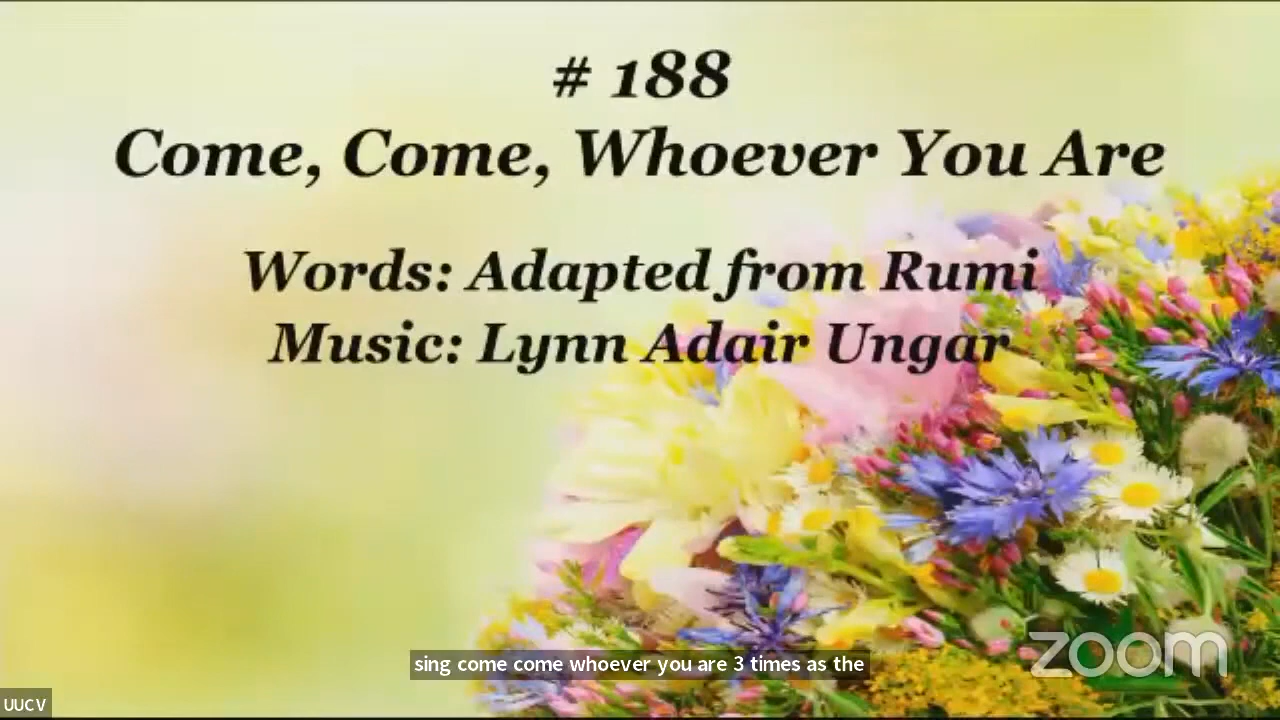 # 188
Come, Come, Whoever You Are
Words: Adapted from Rumi
Music: Lynn Adair Ungar
zoom
sing come come whoever you are 3 times as the
UUCV